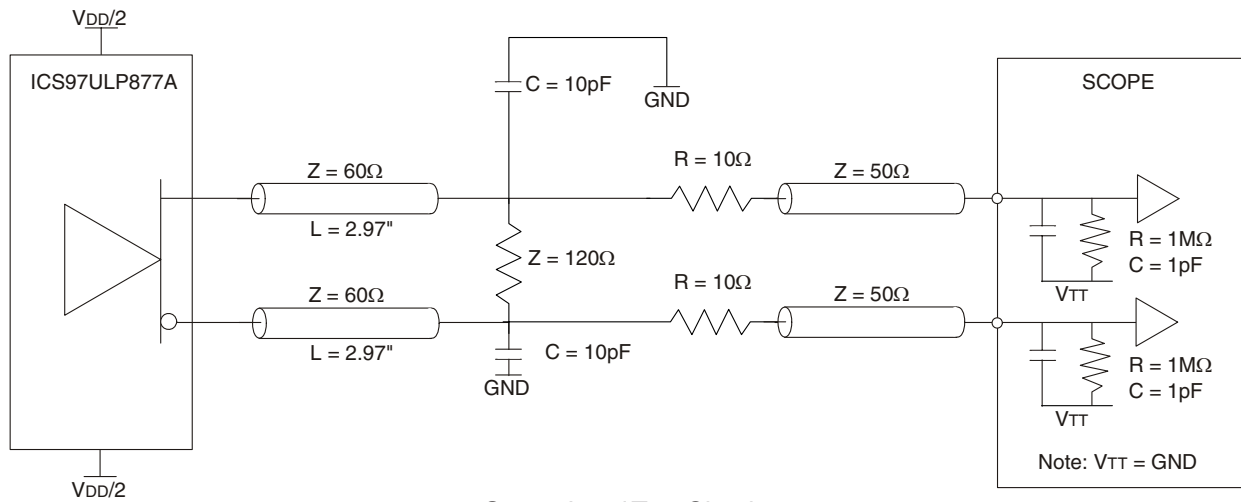 VDD/2
ICS97ULP877A
C = 10pF
GND
SCOPE
Z = 60Ω
L = 2.97"
R = 10Ω
Z = 50Ω
Z = 120Ω
R = 1MΩ
C = 1pF
VTT
Z = 60Ω
L = 2.97"
R = 10Ω
Z = 50Ω
C = 10pF
GND
R = 1MΩ
C = 1pF
VTT
Note: VTT = GND
VDD/2